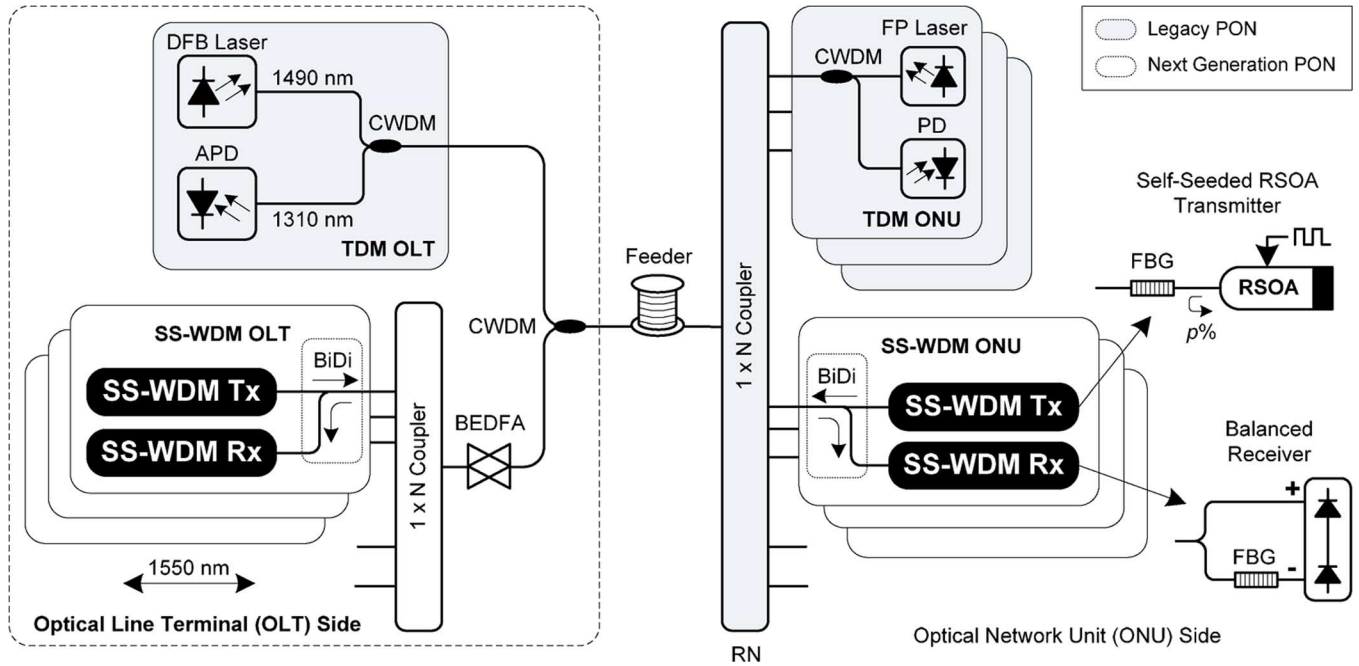 DFB Laser
1490 nm
CWDM
APD
1310 nm
TDM OLT
SS-WDM OLT
BiDi
SS-WDM Tx
SS-WDM Rx
1550 nm
Optical Line Terminal (OLT) Side
1 x N Coupler
BEDFA
CWDM
Feeder
1 x N Coupler
RN
FP Laser
CWDM
PD
TDM ONU
SS-WDM ONU
BiDi
SS-WDM Tx
SS-WDM Rx
Optical Network Unit (ONU) Side
Legacy PON
Next Generation PON
Self-Seeded RSOA
Transmitter
FBG
RSOA
p%
Balanced
Receiver
+
FBG
-